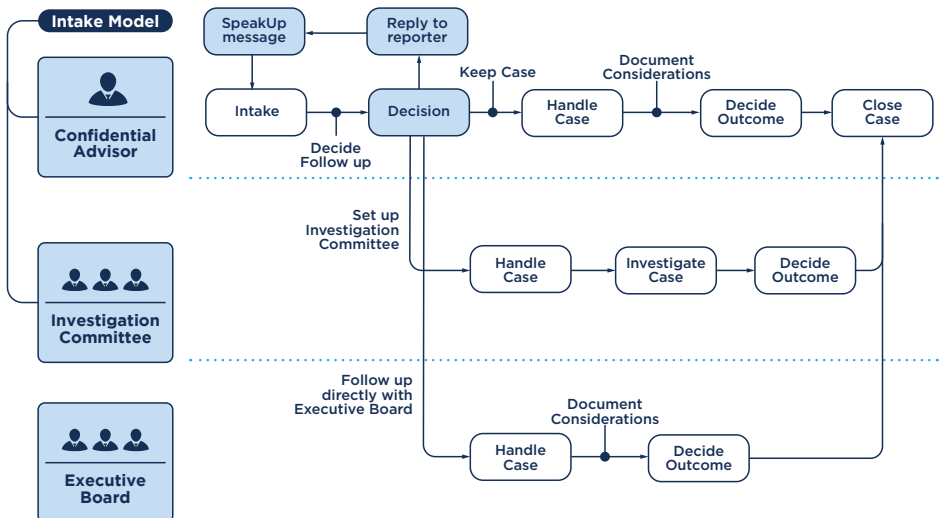 Intake Model
SpeakUp
message
Reply to
reporter
Confidential
Advisor
Intake
Decide
Follow up
Decision
Keep Case
Handle
Case
Document
Considerations
Decide
Outcome
Close
Case
Set up
Investigation
Committee
Investigation
Committee
Handle
Case
Investigate
Case
Decide
Outcome
Follow up
directly with
Executive Board
Executive
Board
Handle
Case
Document
Considerations
Decide
Outcome